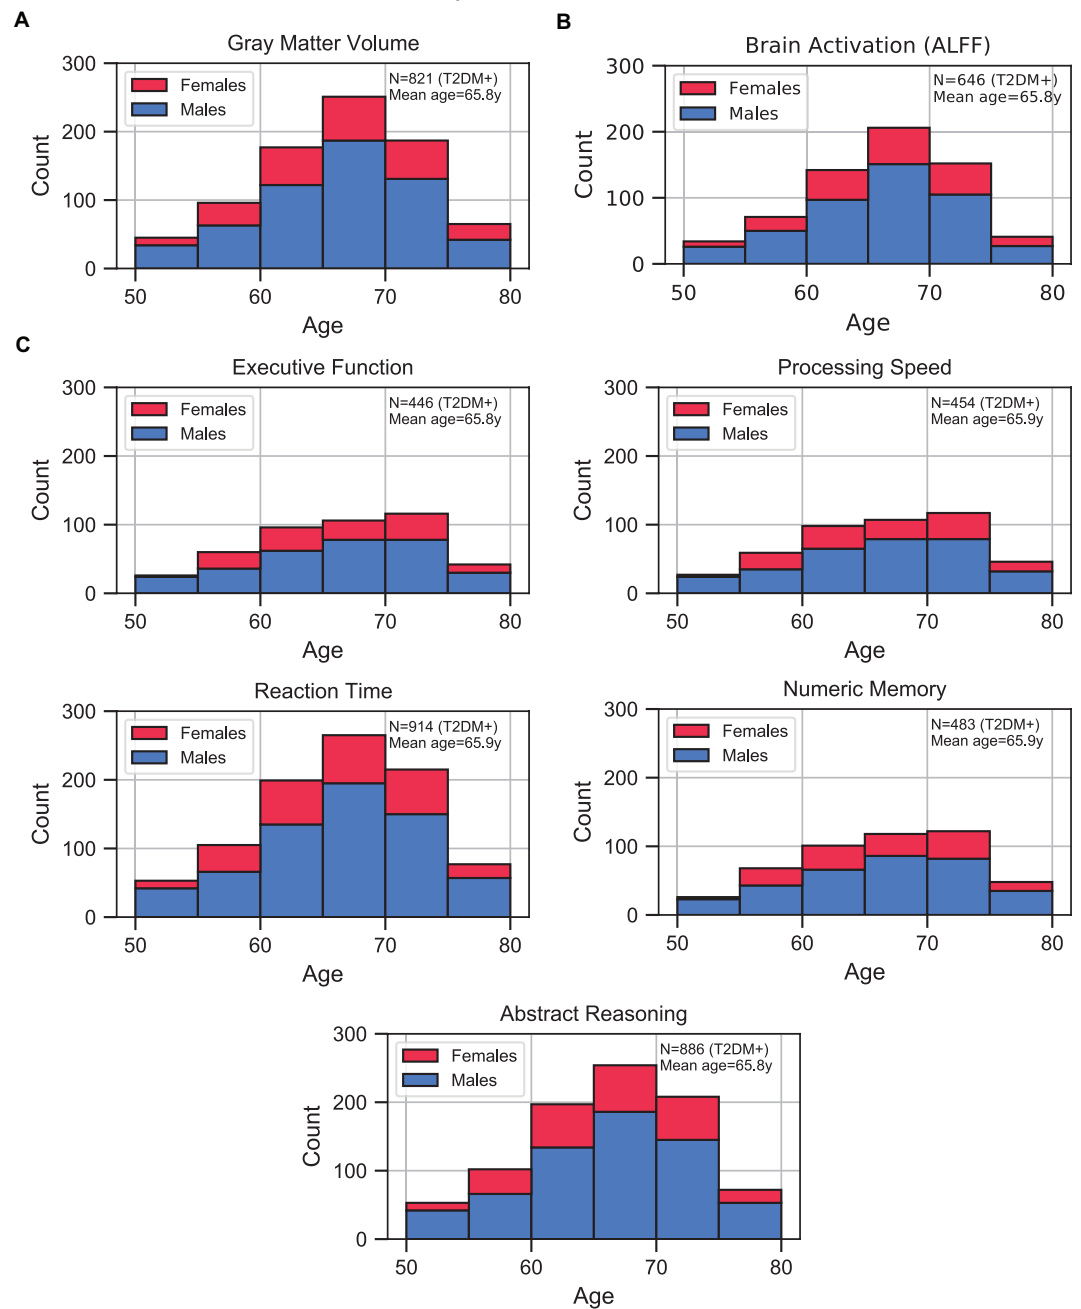 A
Gray Matter Volume
300
200
100
0
Count
Females
Males
N=821 (T2DM+)
Mean age=65.8y
50
60
70
80
Age
B
Brain Activation (ALFF)
300
200
100
0
Count
Females
Males
N=646 (T2DM+)
Mean age=65.8y
50
60
70
80
Age
C
Executive Function
300
200
100
0
Count
Females
Males
N=446 (T2DM+)
Mean age=65.8y
50
60
70
80
Age
Processing Speed
300
200
100
0
Count
Females
Males
N=454 (T2DM+)
Mean age=65.9y
50
60
70
80
Age
Reaction Time
300
200
100
0
Count
Females
Males
N=914 (T2DM+)
Mean age=65.9y
50
60
70
80
Age
Numeric Memory
300
200
100
0
Count
Females
Males
N=483 (T2DM+)
Mean age=65.9y
50
60
70
80
Age
Abstract Reasoning
300
200
100
0
Count
Females
Males
N=886 (T2DM+)
Mean age=65.8y
50
60
70
80
Age